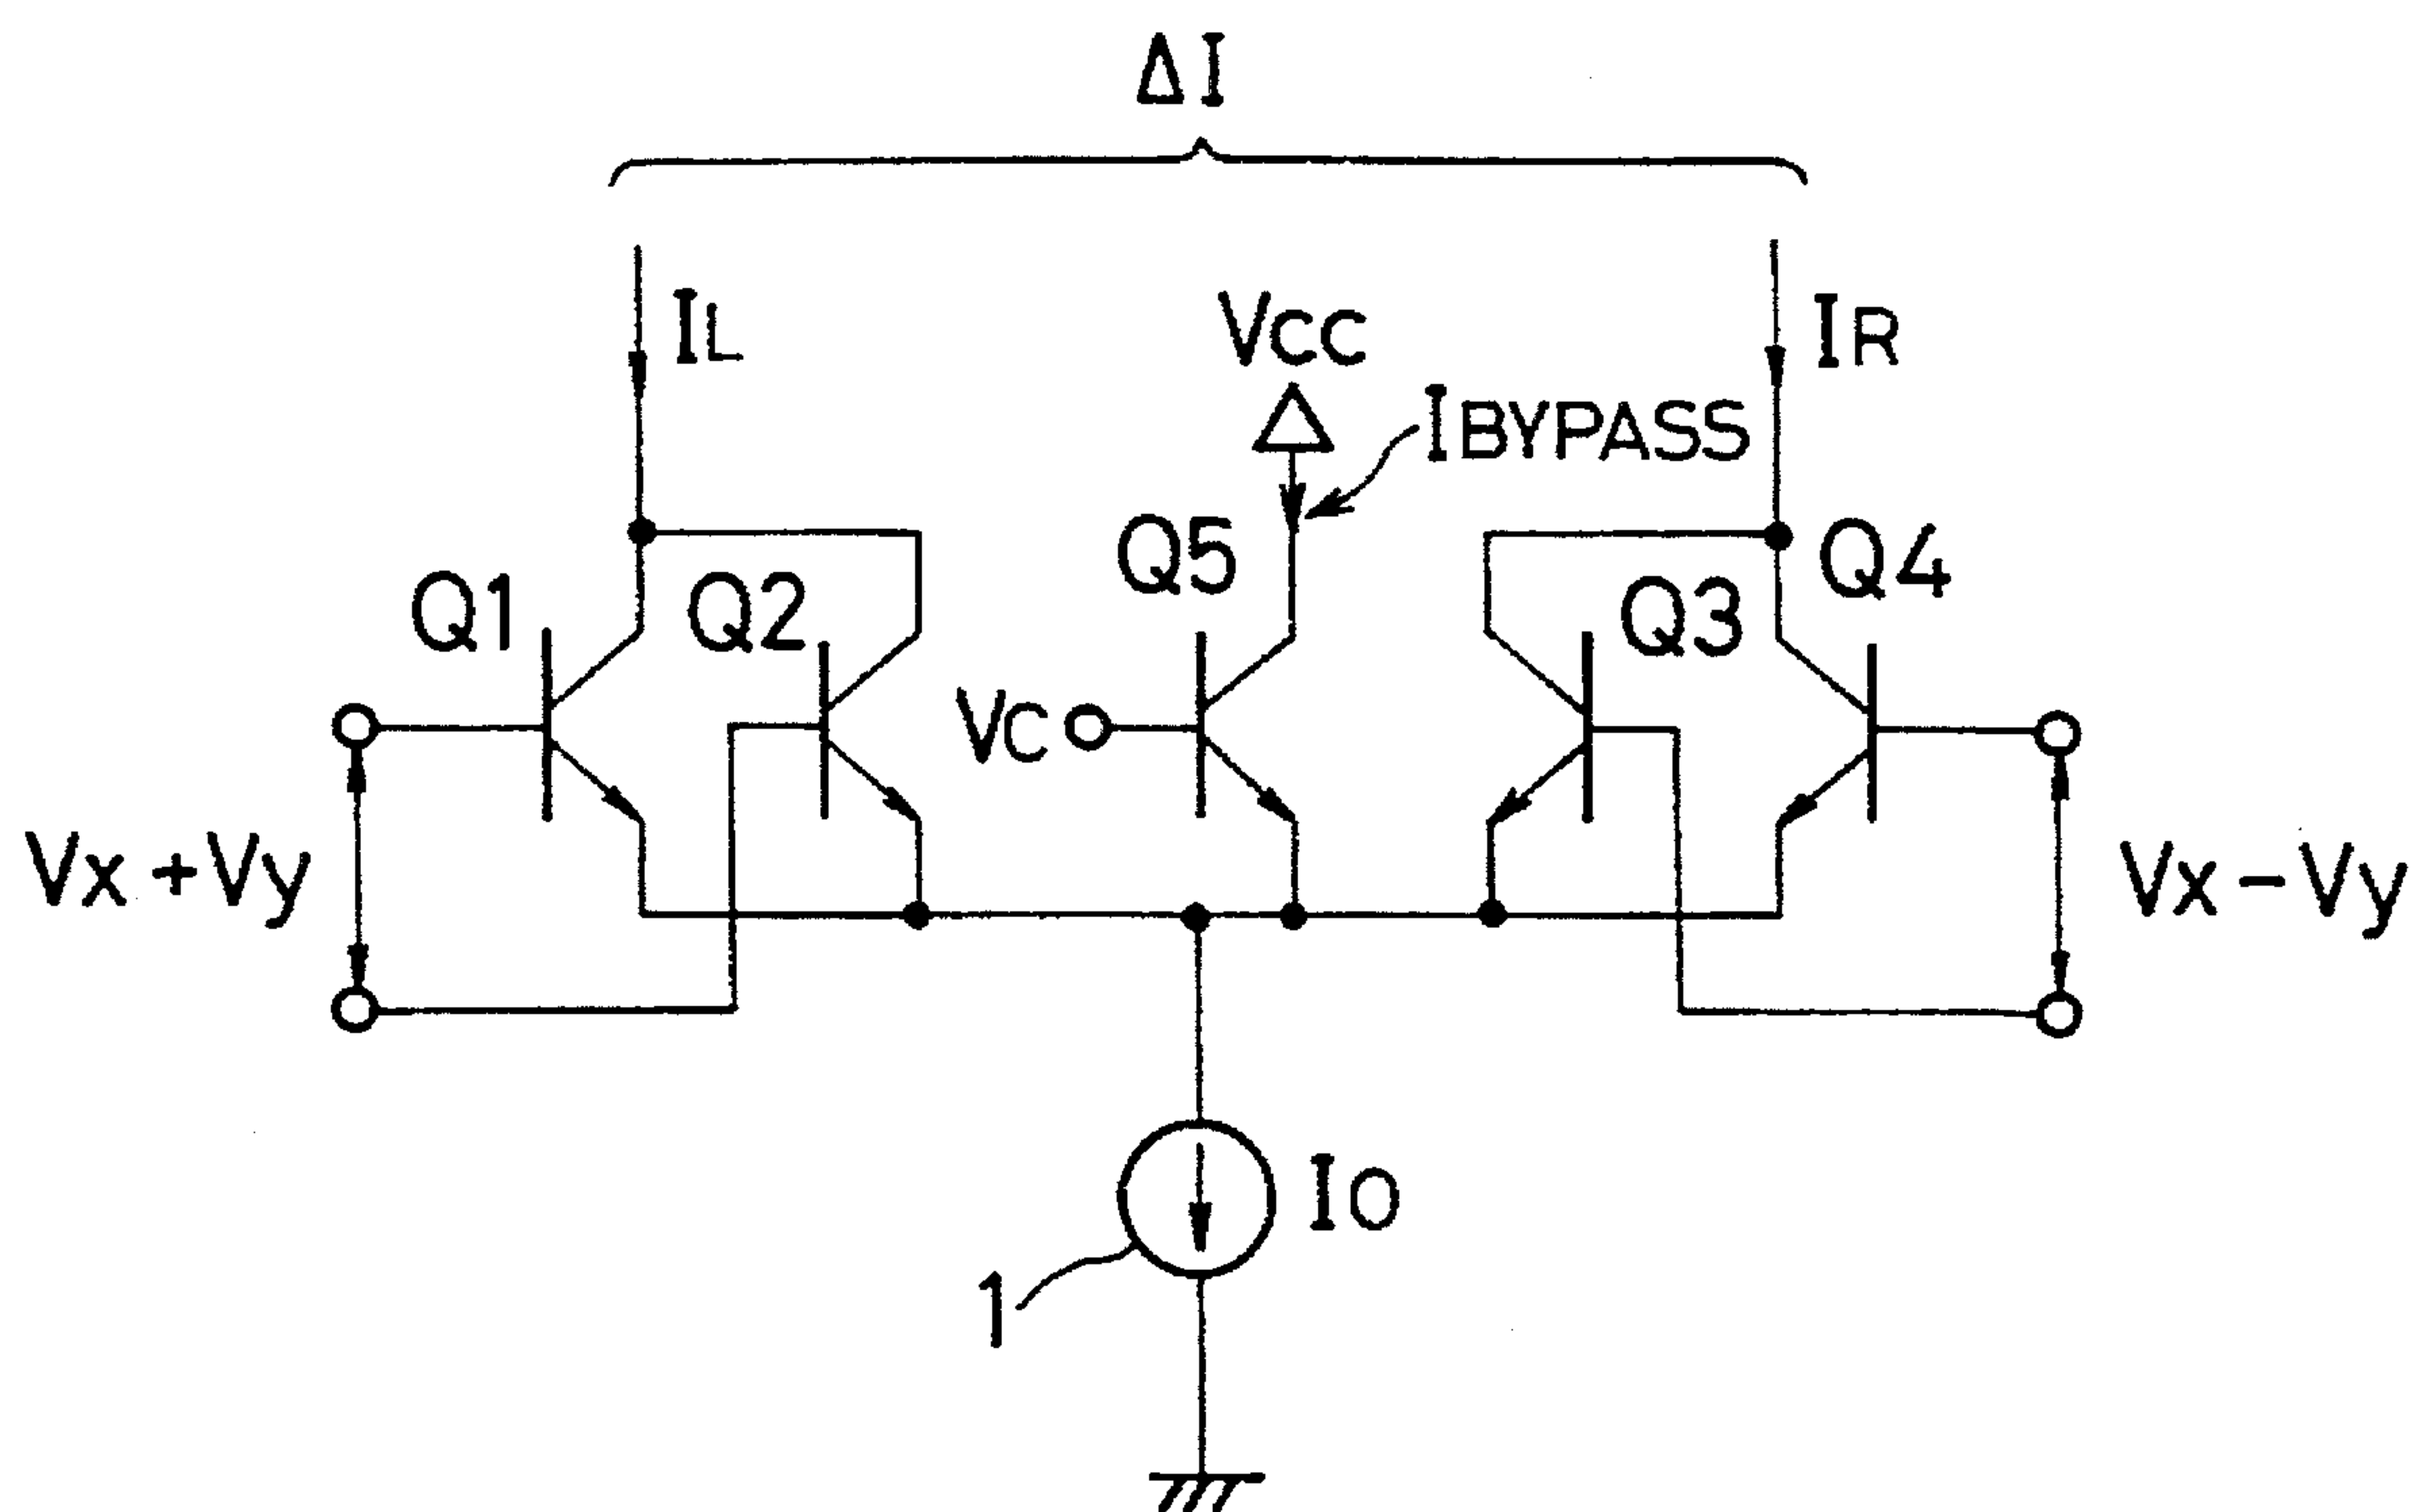 ΔI
IL
VCC
IR
IBYPASS
Q5
Q4
Q1
Q2
Q3
VC
Vx+Vy
Vx-Vy
IO
1